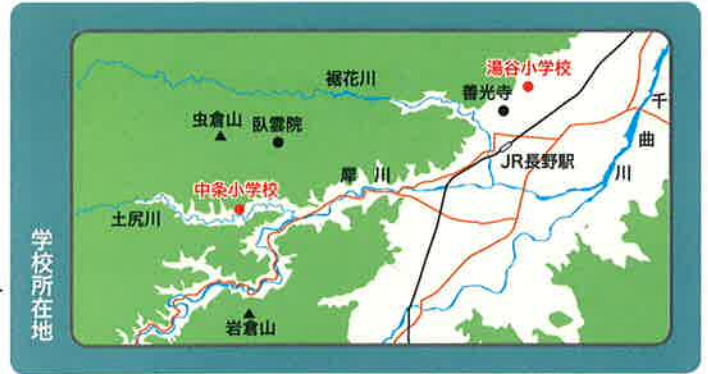 学校所在地
裾花川
湯谷小学校
善光寺
虫倉山
臥雲院
千曲川
JR長野駅
犀川
中条小学校
土尻川
岩倉山